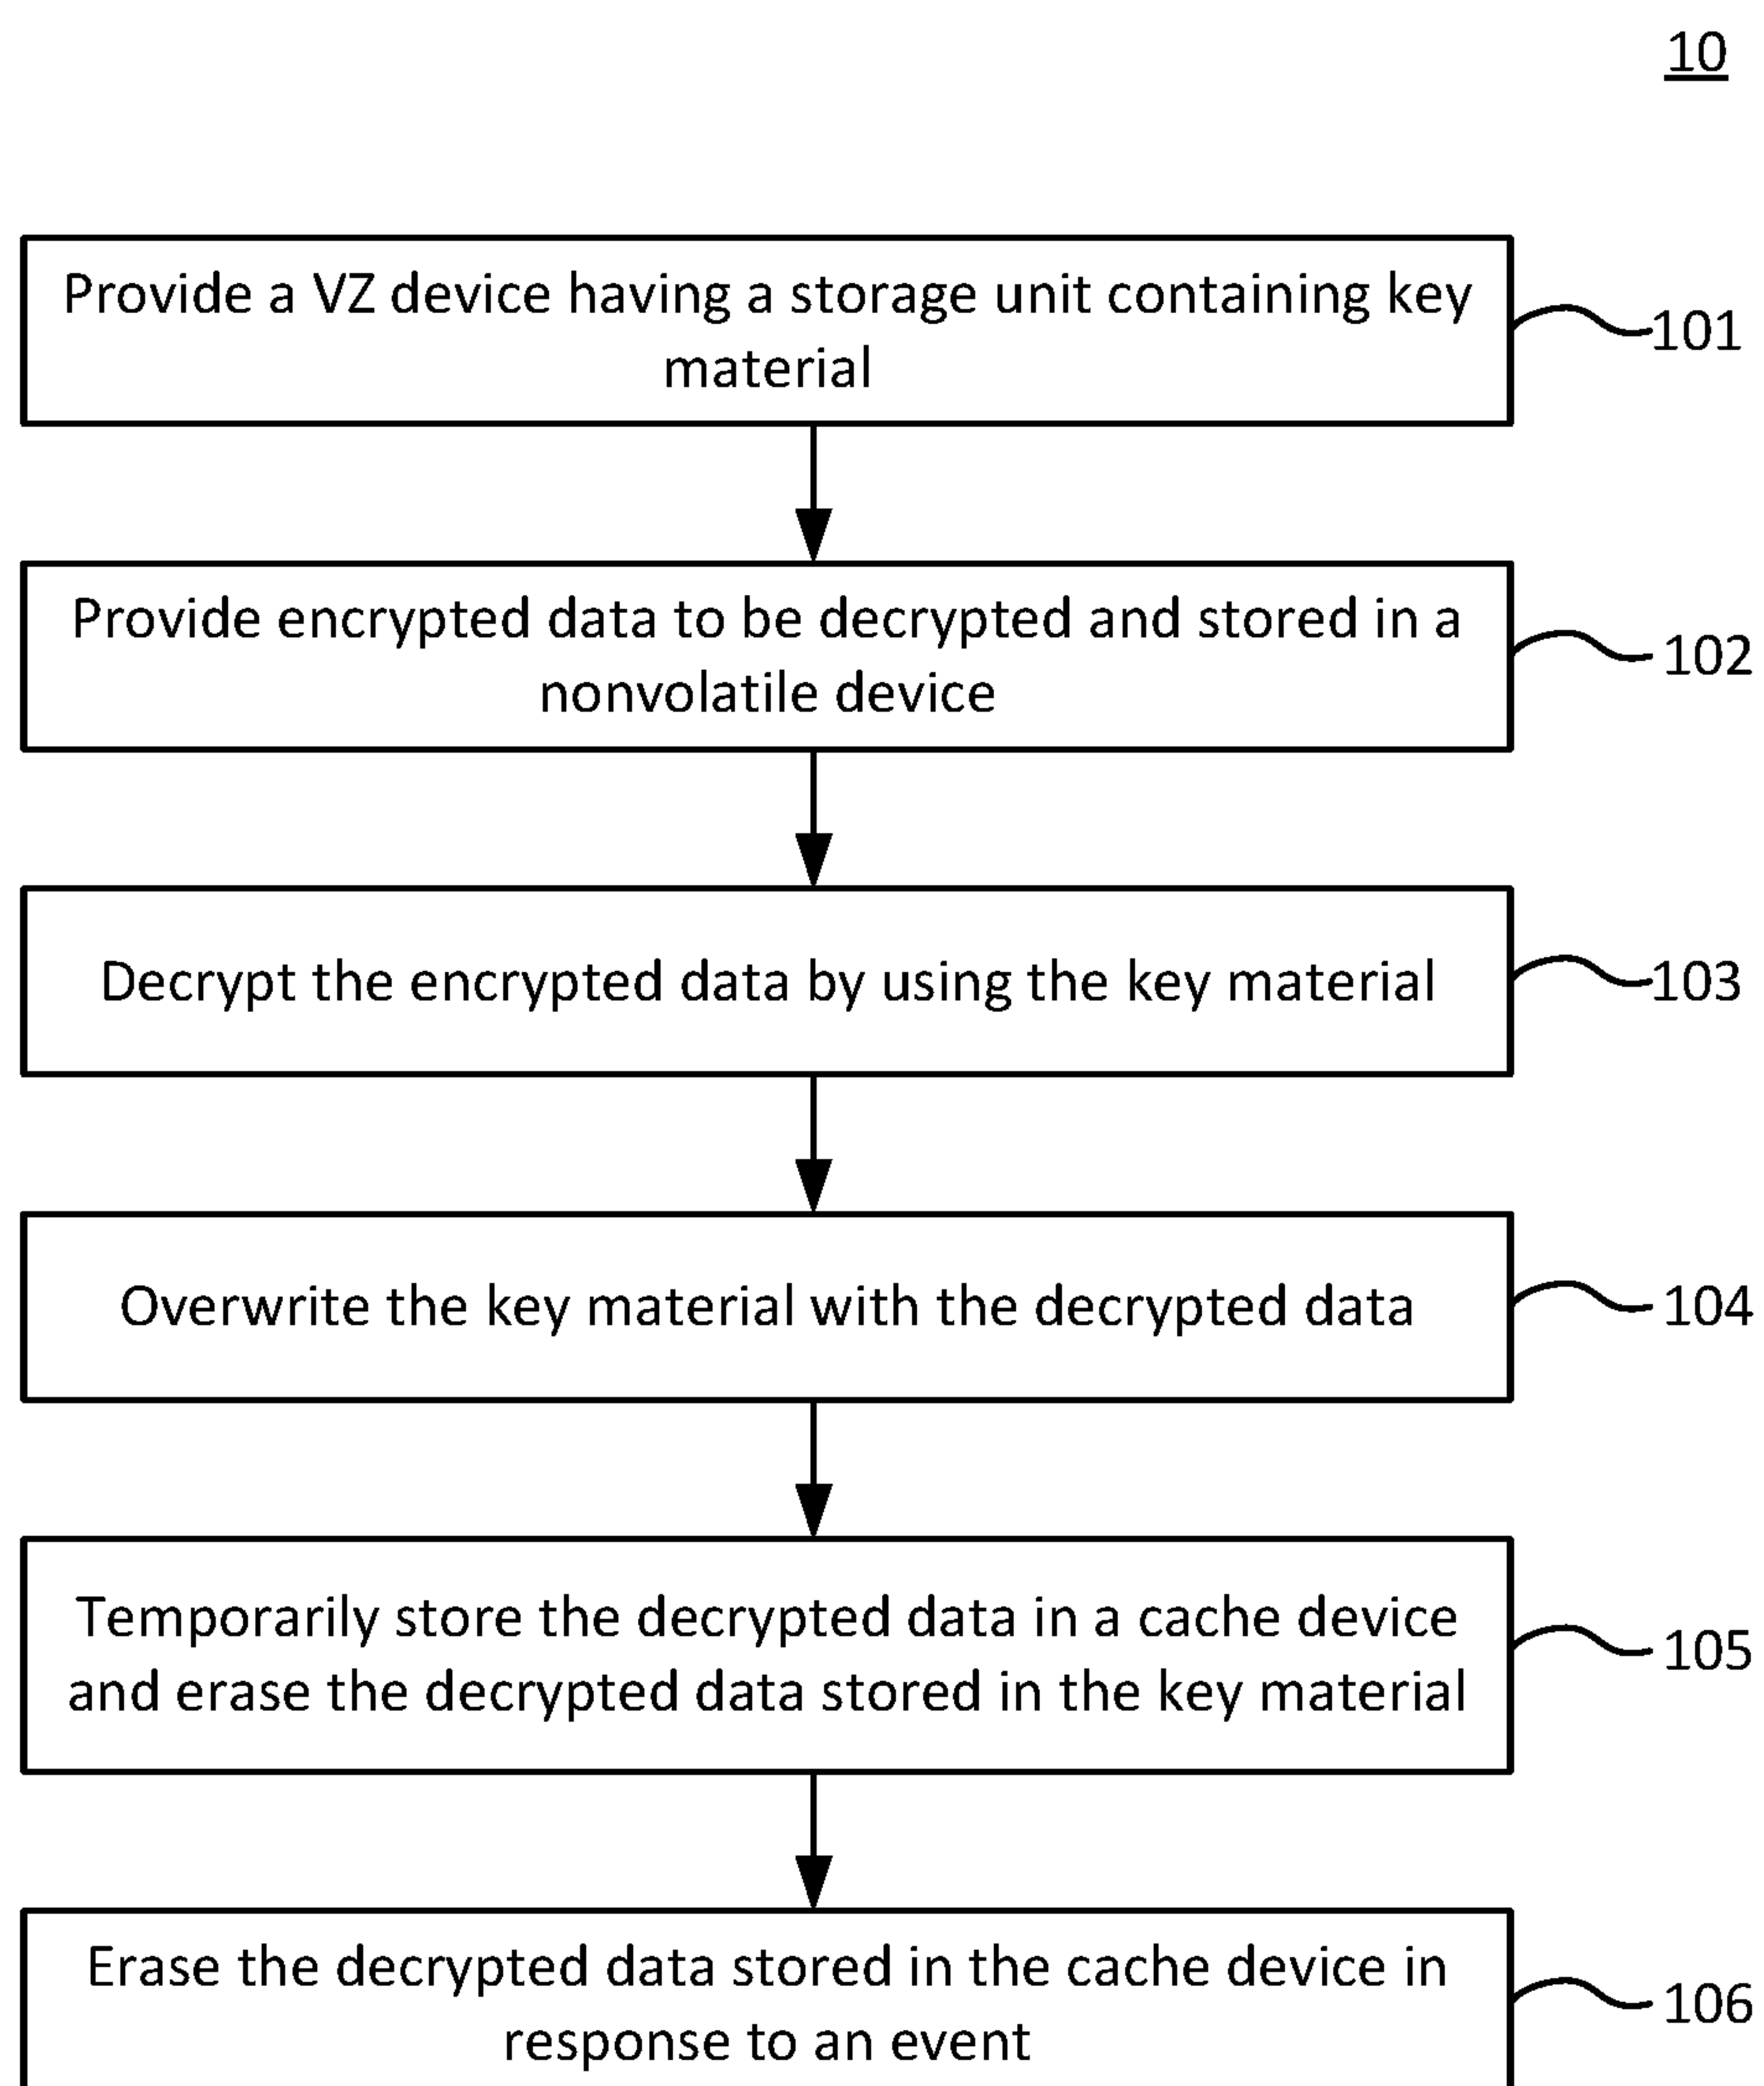 10
Provide a VZ device having a storage unit containing key
material
101
Provide encrypted data to be decrypted and stored in a
nonvolatile device
102
Decrypt the encrypted data by using the key material
103
Overwrite the key material with the decrypted data
104
Temporarily store the decrypted data in a cache device
and erase the decrypted data stored in the key material
105
Erase the decrypted data stored in the cache device in
response to an event
106